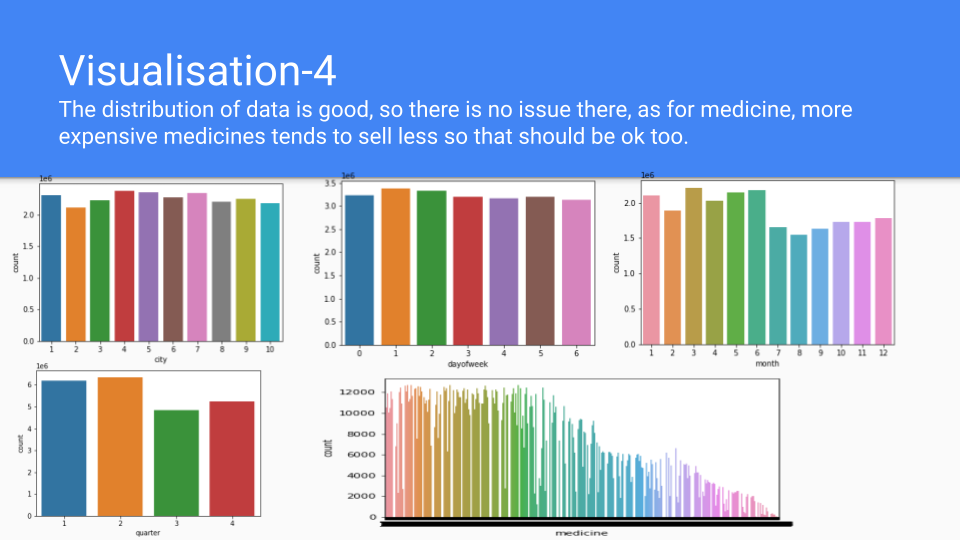 Visualisation-4
The distribution of data is good, so there is no issue there, as for medicine, more
expensive medicines tends to sell less so that should be ok too.
1e6
2.0
1.5
1.0
0.5
0.0
count
1 2 3 4 5 6 7 8 9 10
city
1e6
3.5
3.0
2.5
2.0
1.5
1.0
0.5
0.0
count
0 1 2 3 4 5 6
dayofweek
1e6
2.0
1.5
1.0
0.5
0.0
count
1 2 3 4 5 6 7 8 9 10 11 12
month
1e6
6
5
4
3
2
1
0
count
1 2 3 4
quarter
12000
10000
8000
6000
4000
2000
0
count
medicine